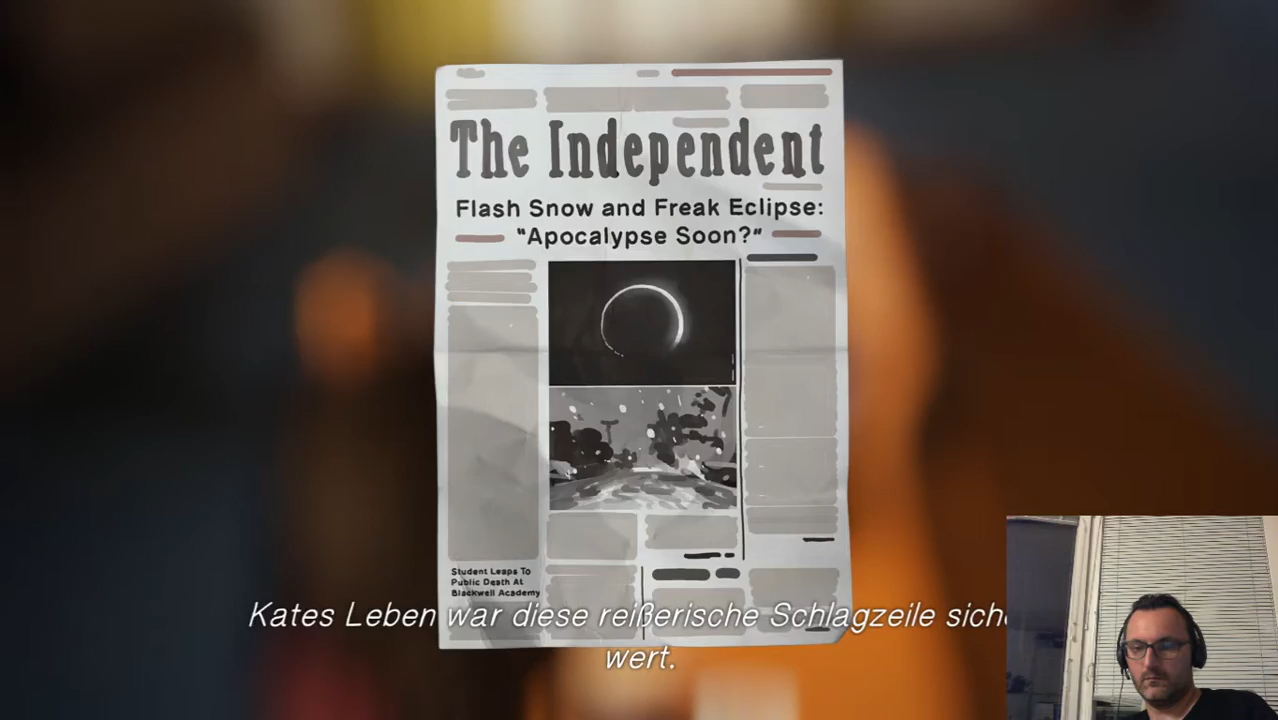 The Independent
Flash Snow and Freak Eclipse:
"Apocalypse Soon?"
Student Leaps To
Public Death At
Blackwell Academy
Kates Leben war diese reißerische Schlagzeile
wert.